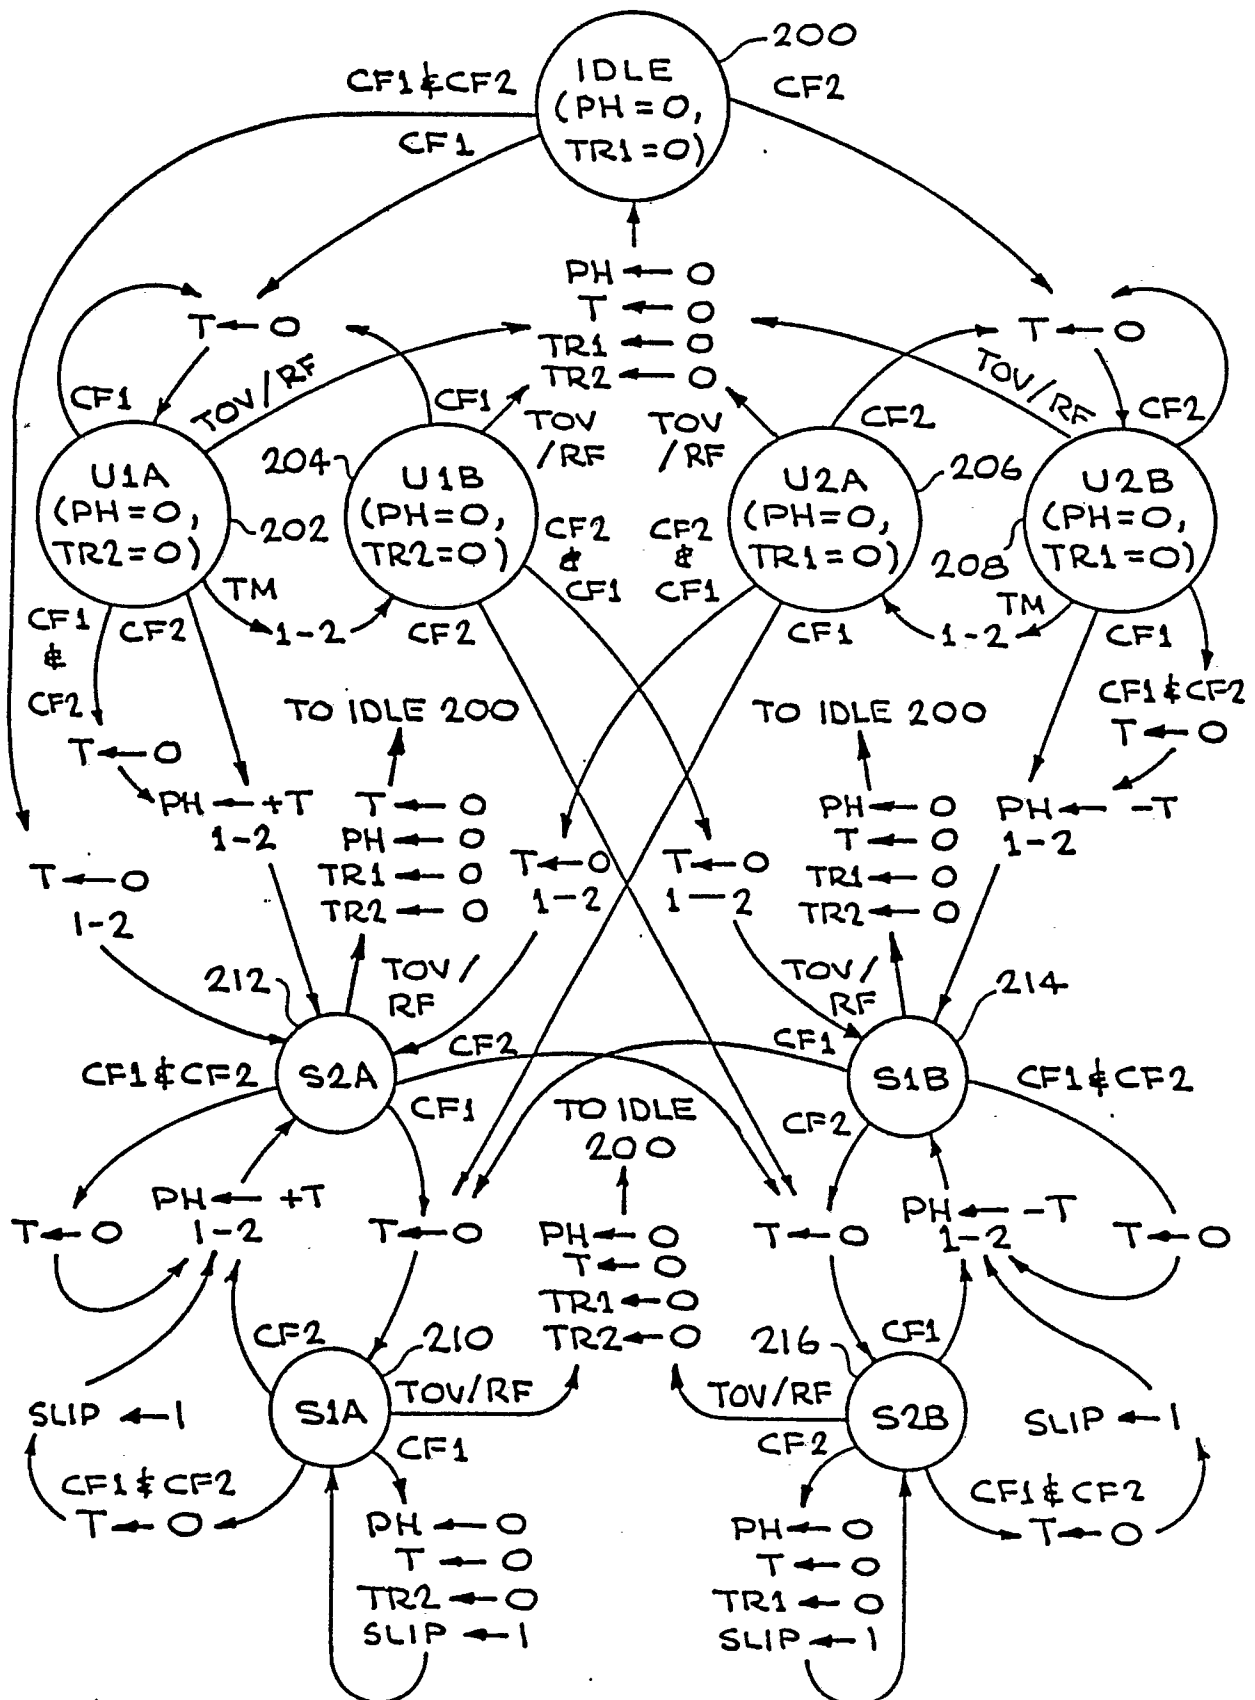 200
IDLE
(PH=0,
TR1=0)
CF1 & CF2
CF2
CF1
PH ← 0
T ← 0
TR1 ← 0
TR2 ← 0
T ← 0
T ← 0
CF1
TOV/RF
CF1
TOV
/RF
TOV
/RF
CF2
TOV/RF
CF2
U1A
(PH=0,
TR2=0)
202
204
U1B
(PH=0,
TR2=0)
U2A
(PH=0,
TR1=0)
206
208
U2B
(PH=0,
TR1=0)
CF2
&
CF1
CF2
&
CF1
CF1
&
CF2
CF2
TM
1-2
CF2
CF1
1-2
TM
CF1
CF1 & CF2
T ← 0
T ← 0
TO IDLE 200
TO IDLE 200
PH ← +T
1-2
T ← 0
PH ← 0
TR1 ← 0
TR2 ← 0
T ← 0
1-2
T ← 0
1-2
PH ← 0
T ← 0
TR1 ← 0
TR2 ← 0
PH ← -T
1-2
T ← 0
1-2
212
TOV/
RF
TOV/
RF
214
S2A
S1B
CF1 & CF2
CF2
CF1
CF1
CF2
CF1 & CF2
TO IDLE
200
PH ← +T
1-2
T ← 0
T ← 0
PH ← 0
T ← 0
TR1 ← 0
TR2 ← 0
T ← 0
PH ← -T
1-2
T ← 0
CF2
210
216
CF1
S1A
S2B
TOV/RF
TOV/RF
SLIP ← 1
SLIP ← 1
CF1
CF2
CF1 & CF2
T ← 0
CF1 & CF2
T ← 0
PH ← 0
T ← 0
TR2 ← 0
SLIP ← 1
PH ← 0
T ← 0
TR1 ← 0
SLIP ← 1